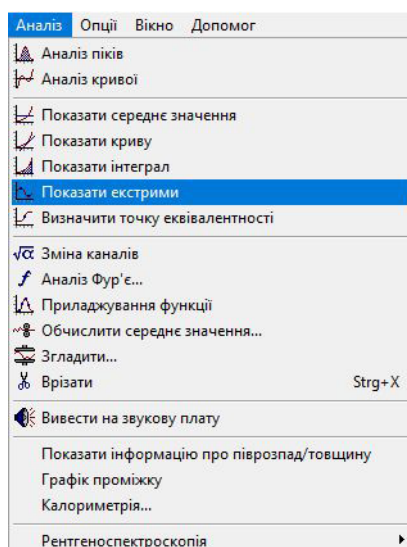 Аналіз Опції Вікно Допомог
Аналіз піків
Аналіз кривої
Показати середнє значення
Показати криву
Показати інтеграл
Показати екстрими
Визначити точку еквівалентності
√α Зміна каналів
f Аналіз Фур'є...
Приладжування функції
Обчислити середнє значення...
Згладити...
Врізати Strg+X
Вивести на звукову плату
Показати інформацію про піврозпад/товщину
Графік проміжку
Калориметрія...
Рентгеноспектроскопія